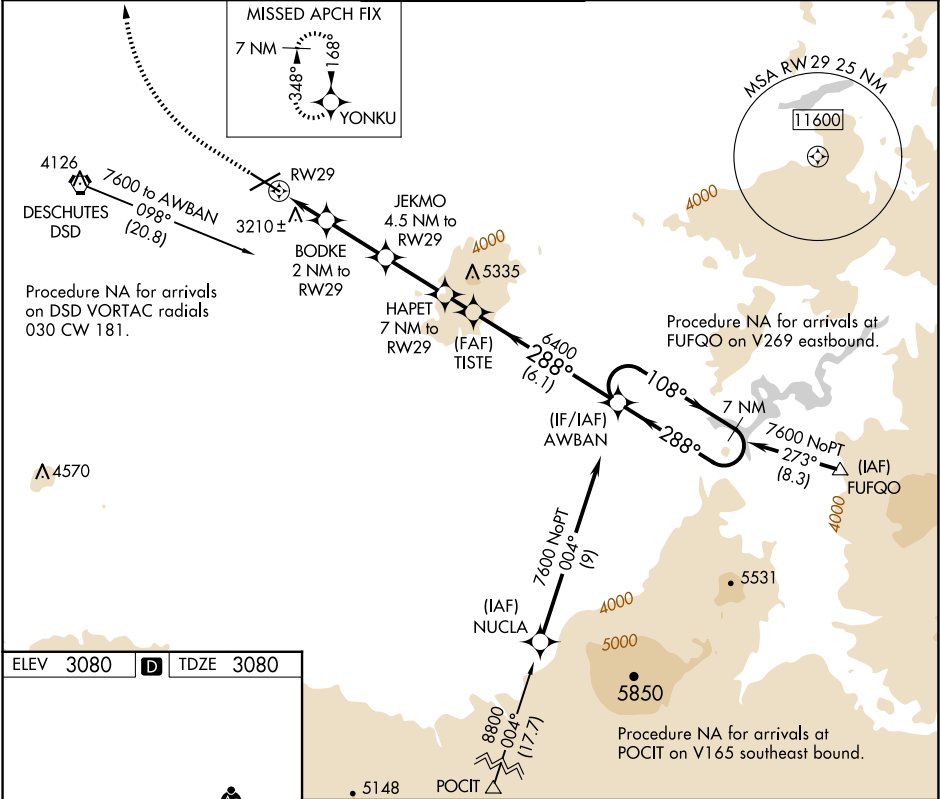 MISSED APCH FIX
7 NM
348°
168°
YONKU
MSA RW29 25 NM
11600
4126
DESCHUTES
DSD
7600 to AWBAN
098°
(20.8)
RW29
3210 ±
BODKE
2 NM to
RW29
JEKMO
4.5 NM to
RW29
4000
5335
4000
HAPET
7 NM to
RW29
(FAF)
TISTE
Procedure NA for arrivals
on DSD VORTAC radials
030 CW 181.
Procedure NA for arrivals at
FUFQO on V269 eastbound.
6400
288°
(6.1)
(IF/IAF)
AWBAN
108°
288°
7 NM
7600 NoPT
273°
(8.3)
(IAF)
FUFQO
4000
4570
7600 NoPT
004°
(9)
(IAF)
NUCLA
4000
5000
5531
5850
8800
004°
(17.7)
POCIT
Procedure NA for arrivals at
POCIT on V165 southeast bound.
5148
ELEV 3080 D TDZE 3080